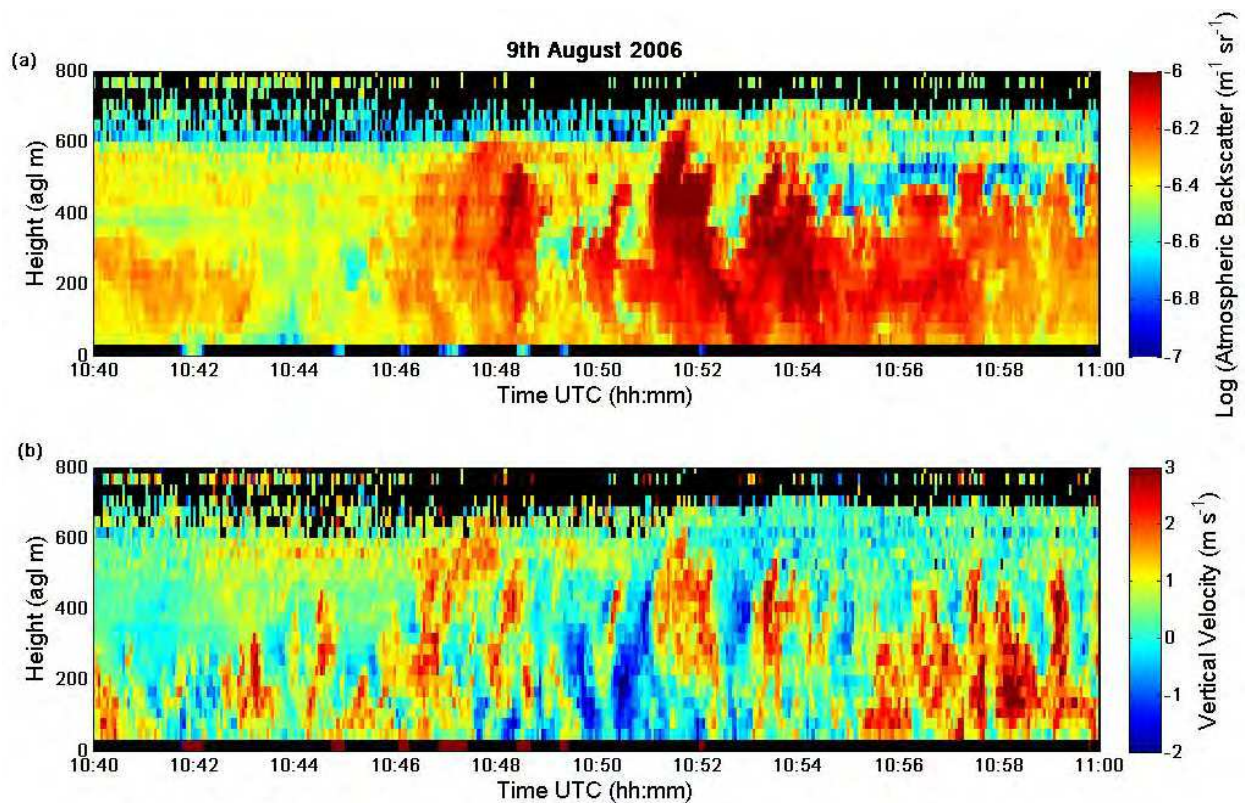 9th August 2006
(a)
800
600
400
200
0
Height (agl m)
10:40 10:42 10:44 10:46 10:48 10:50 10:52 10:54 10:56 10:58 11:00
Time UTC (hh:mm)
-6
-6.2
-6.4
-6.6
-6.8
-7
Log (Atmospheric Backscatter (m⁻¹ sr⁻¹)
(b)
800
600
400
200
0
Height (agl m)
10:40 10:42 10:44 10:46 10:48 10:50 10:52 10:54 10:56 10:58 11:00
Time UTC (hh:mm)
3
2
1
0
-1
-2
Vertical Velocity (m s⁻¹)